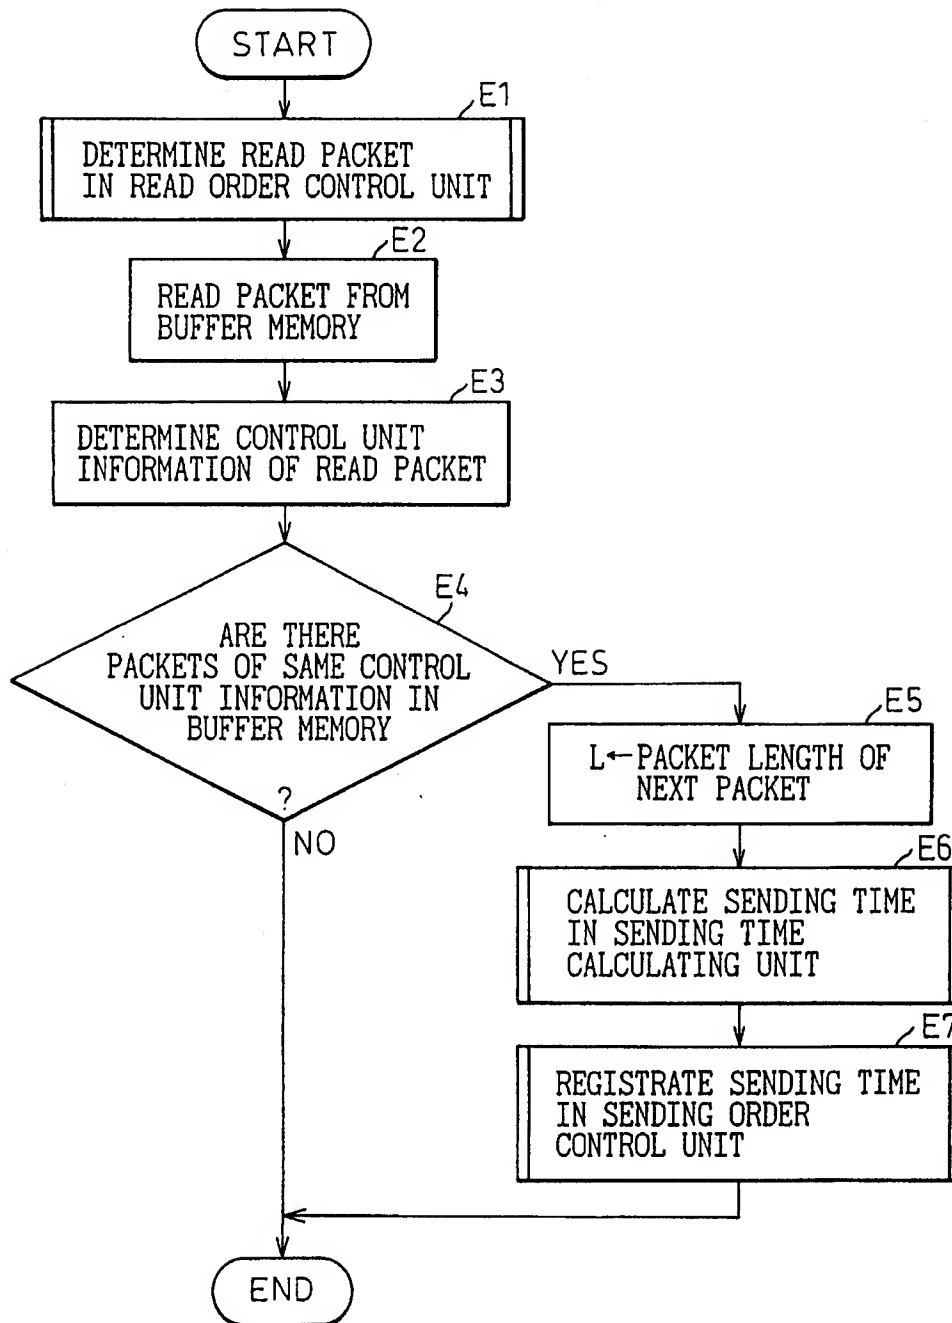 START
E1
DETERMINE READ PACKET
IN READ ORDER CONTROL UNIT
E2
READ PACKET FROM
BUFFER MEMORY
E3
DETERMINE CONTROL UNIT
INFORMATION OF READ PACKET
E4
ARE THERE
PACKETS OF SAME CONTROL
UNIT INFORMATION IN
BUFFER MEMORY
?
YES
NO
E5
L←PACKET LENGTH OF
NEXT PACKET
E6
CALCULATE SENDING TIME
IN SENDING TIME
CALCULATING UNIT
E7
REGISTRATE SENDING TIME
IN SENDING ORDER
CONTROL UNIT
END